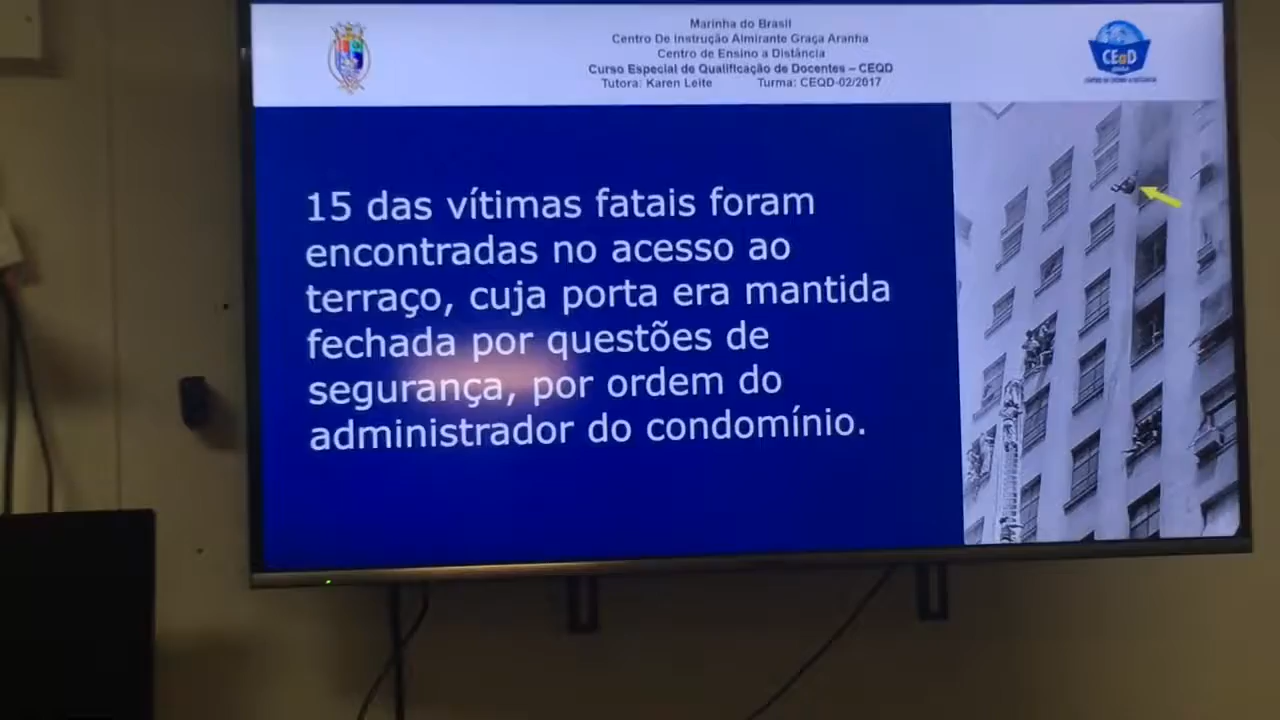 Marinha do Brasil
Centro De Instrução Almirante Graça Aranha
Centro de Ensino a Distância
Curso Especial de Qualificação de Docentes – CEQD
Tutora: Karen Leite Turma: CEQD-02/2017
CEaD
15 das vítimas fatais foram
encontradas no acesso ao
terraço, cuja porta era mantida
fechada por questões de
segurança, por ordem do
administrador do condomínio.